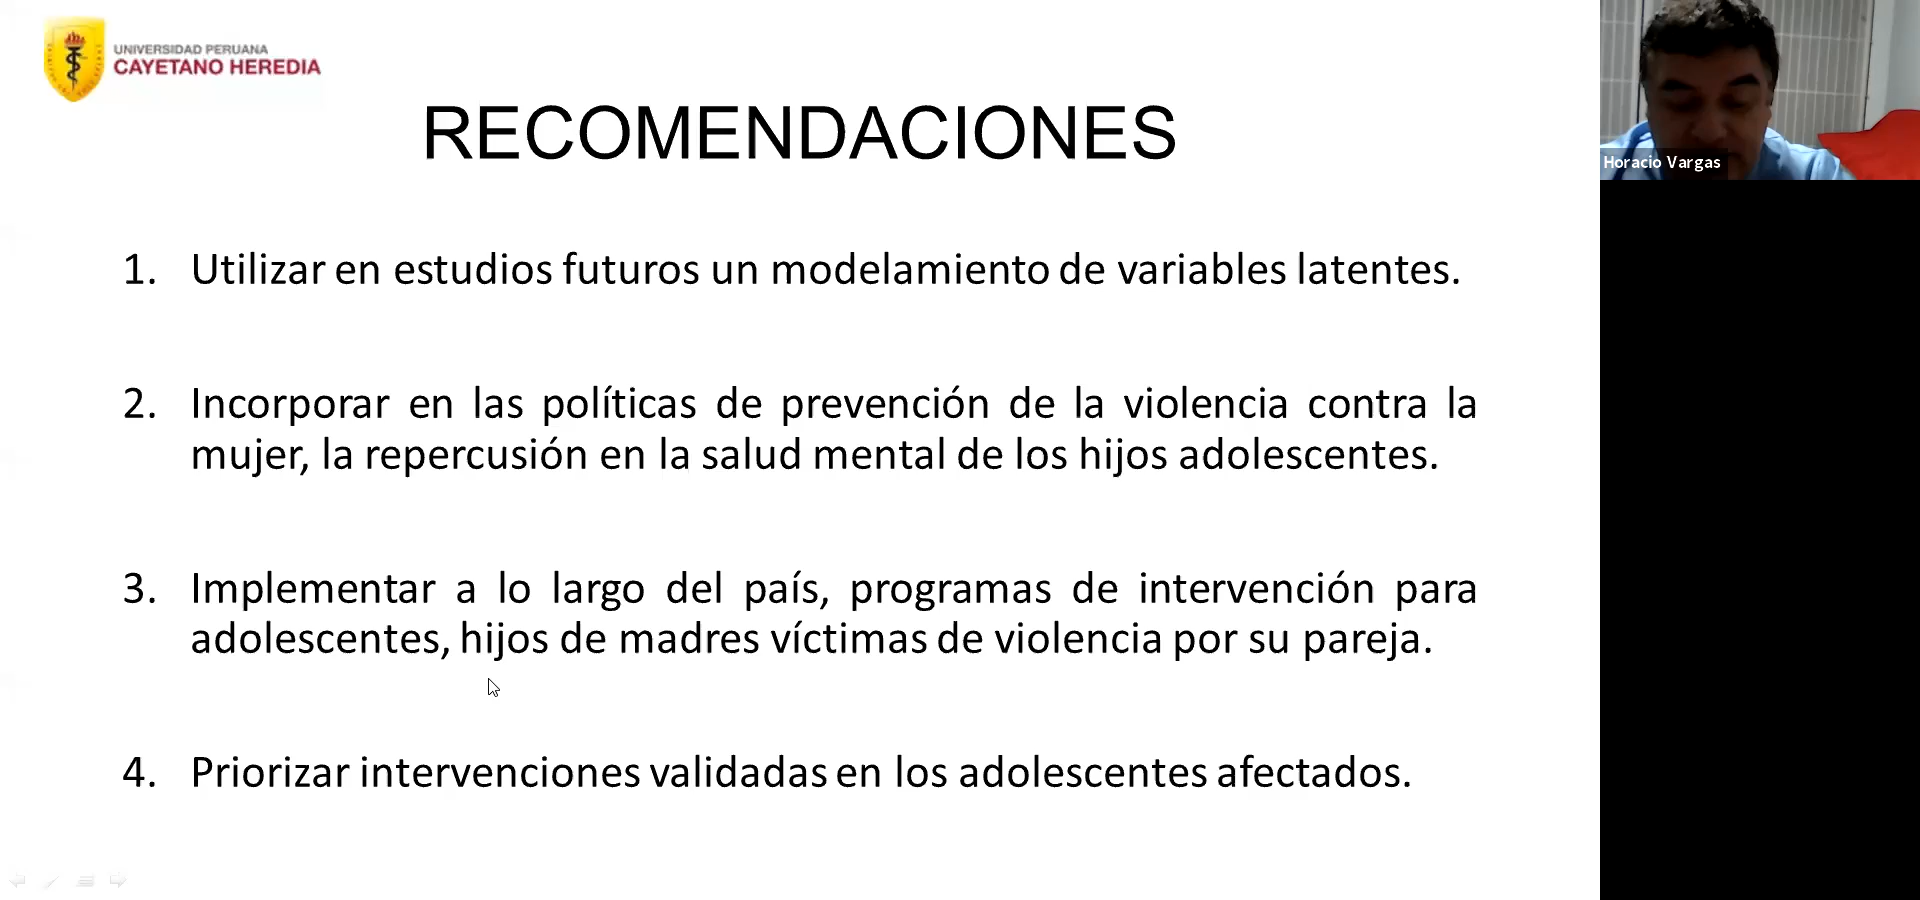 UNIVERSIDAD PERUANA
CAYETANO HEREDIA
RECOMENDACIONES
1. Utilizar en estudios futuros un modelamiento de variables latentes.
2. Incorporar en las políticas de prevención de la violencia contra la
mujer, la repercusión en la salud mental de los hijos adolescentes.
3. Implementar a lo largo del país, programas de intervención para
adolescentes, hijos de madres víctimas de violencia por su pareja.
4. Priorizar intervenciones validadas en los adolescentes afectados.
Horacio Vargas